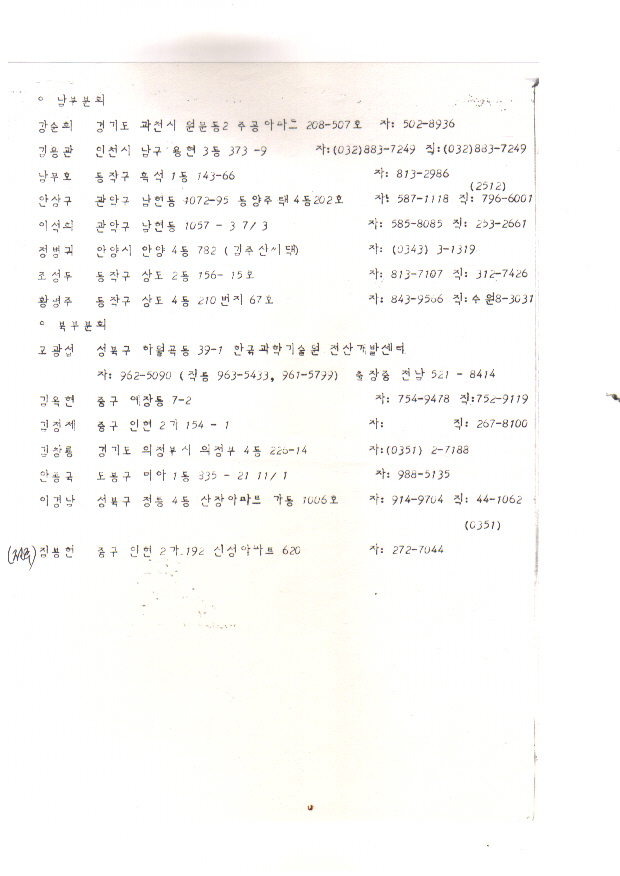 ○ 남부분회
강순희 경기도 과천시 원문동2 주공아파트 208-507호 자: 502-8936
김용관 인천시 남구 용현 3동 373 -9 자:(032)883-7249 직:(032)883-7249
남무호 동작구 흑석 1동 143-66 자: 813-2986
(2512)
안상구 관악구 남현동 1072-95 동양주택 4동202호 자: 587-1118 직: 796-6001
이석희 관악구 남현동 1057 - 3 7/3 자: 585-8085 직: 253-2661
정병귀 안양시 안양 4동 782 (김주산씨댁) 자: (0343) 3-1319
조성두 동작구 상도 2동 156-15호 자: 813-7107 직: 312-7426
황병주 동작구 상도 4동 210번지 67호 자: 843-9506 직:수원8-3031
○ 북부분회
고광섭 성북구 하월곡동 39-1 한국과학기술원 전산개발센터
자: 962-5090 (직통 963-5433, 961-5799) 출장중 전남 521 - 8414
김옥현 중구 예장동 7-2 자: 754-9478 직:752-9119
김정제 중구 인현 2가 154 - 1 자: 직: 267-8100
김창룡 경기도 의정부시 의정부 4동 226-14 자:(0351) 2-7188
안종국 도봉구 미아 1동 835 - 21 11/1 자: 988-5135
이경남 성북구 정릉 4동 산장아파트 가동 1006호 자: 914-9704 직: 44-1062
(0351)
김봉헌 중구 인현 2가 192 신성아파트 620 자: 272-7044